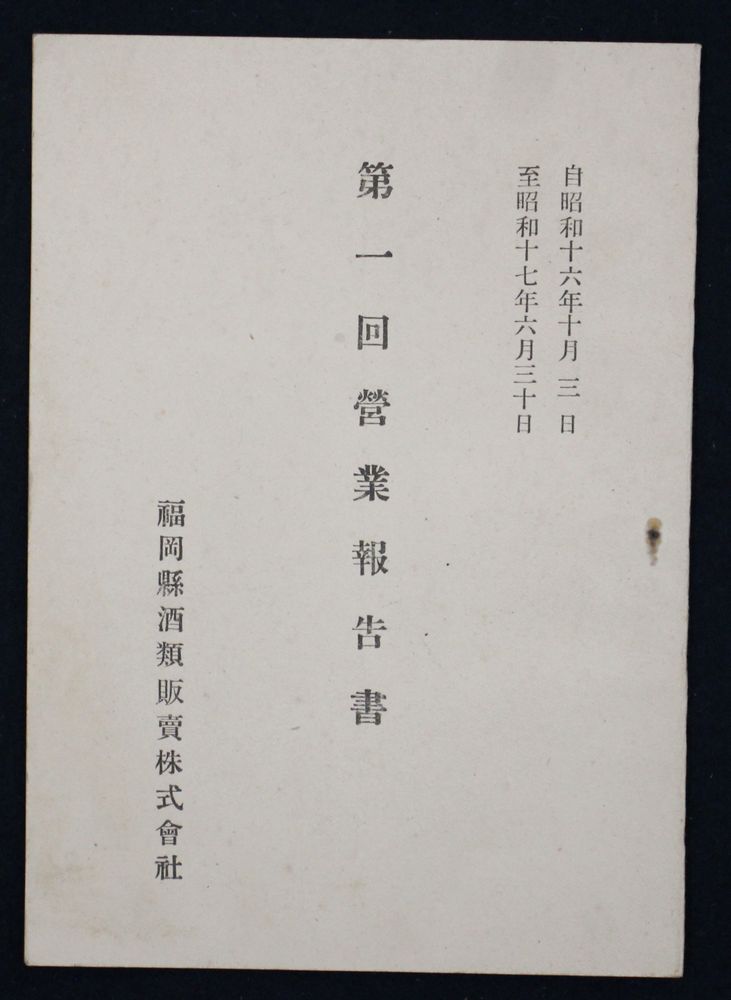 自昭和十六年十月三日
至昭和十七年六月三十日
第一回營業報告書
福岡縣酒類販賣株式會社